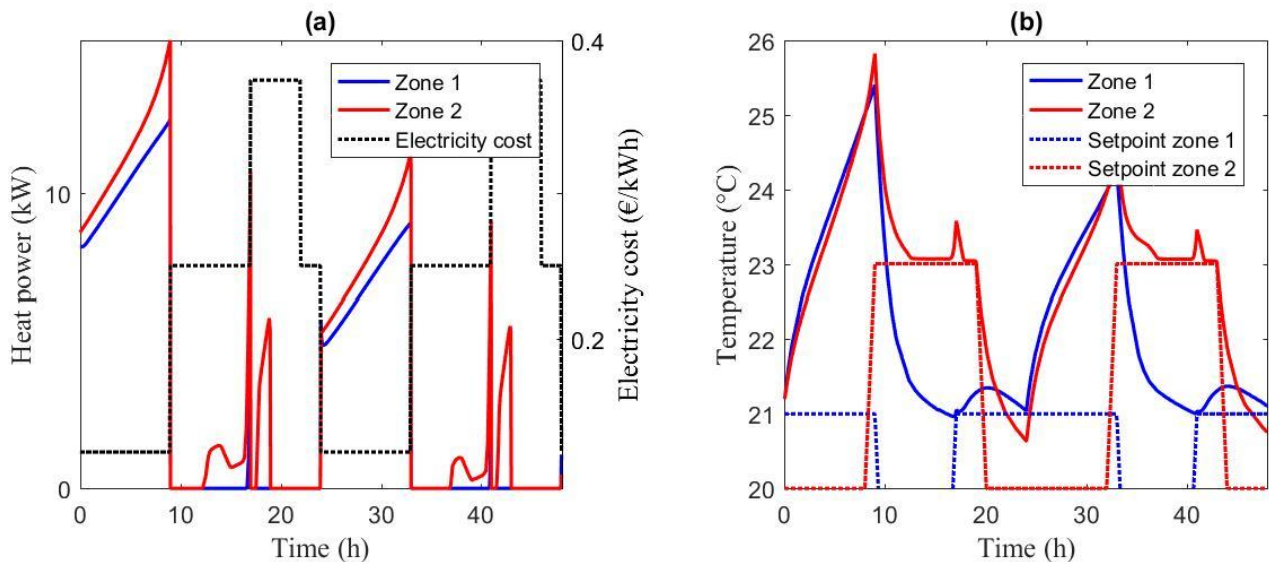 (a)
Heat power (kW)
10
0
0.4
0.2
Electricity cost (€/kWh)
Zone 1
Zone 2
Electricity cost
0
10
20
30
40
Time (h)
(b)
Temperature (°C)
26
25
24
23
22
21
20
Zone 1
Zone 2
Setpoint zone 1
Setpoint zone 2
0
10
20
30
40
Time (h)